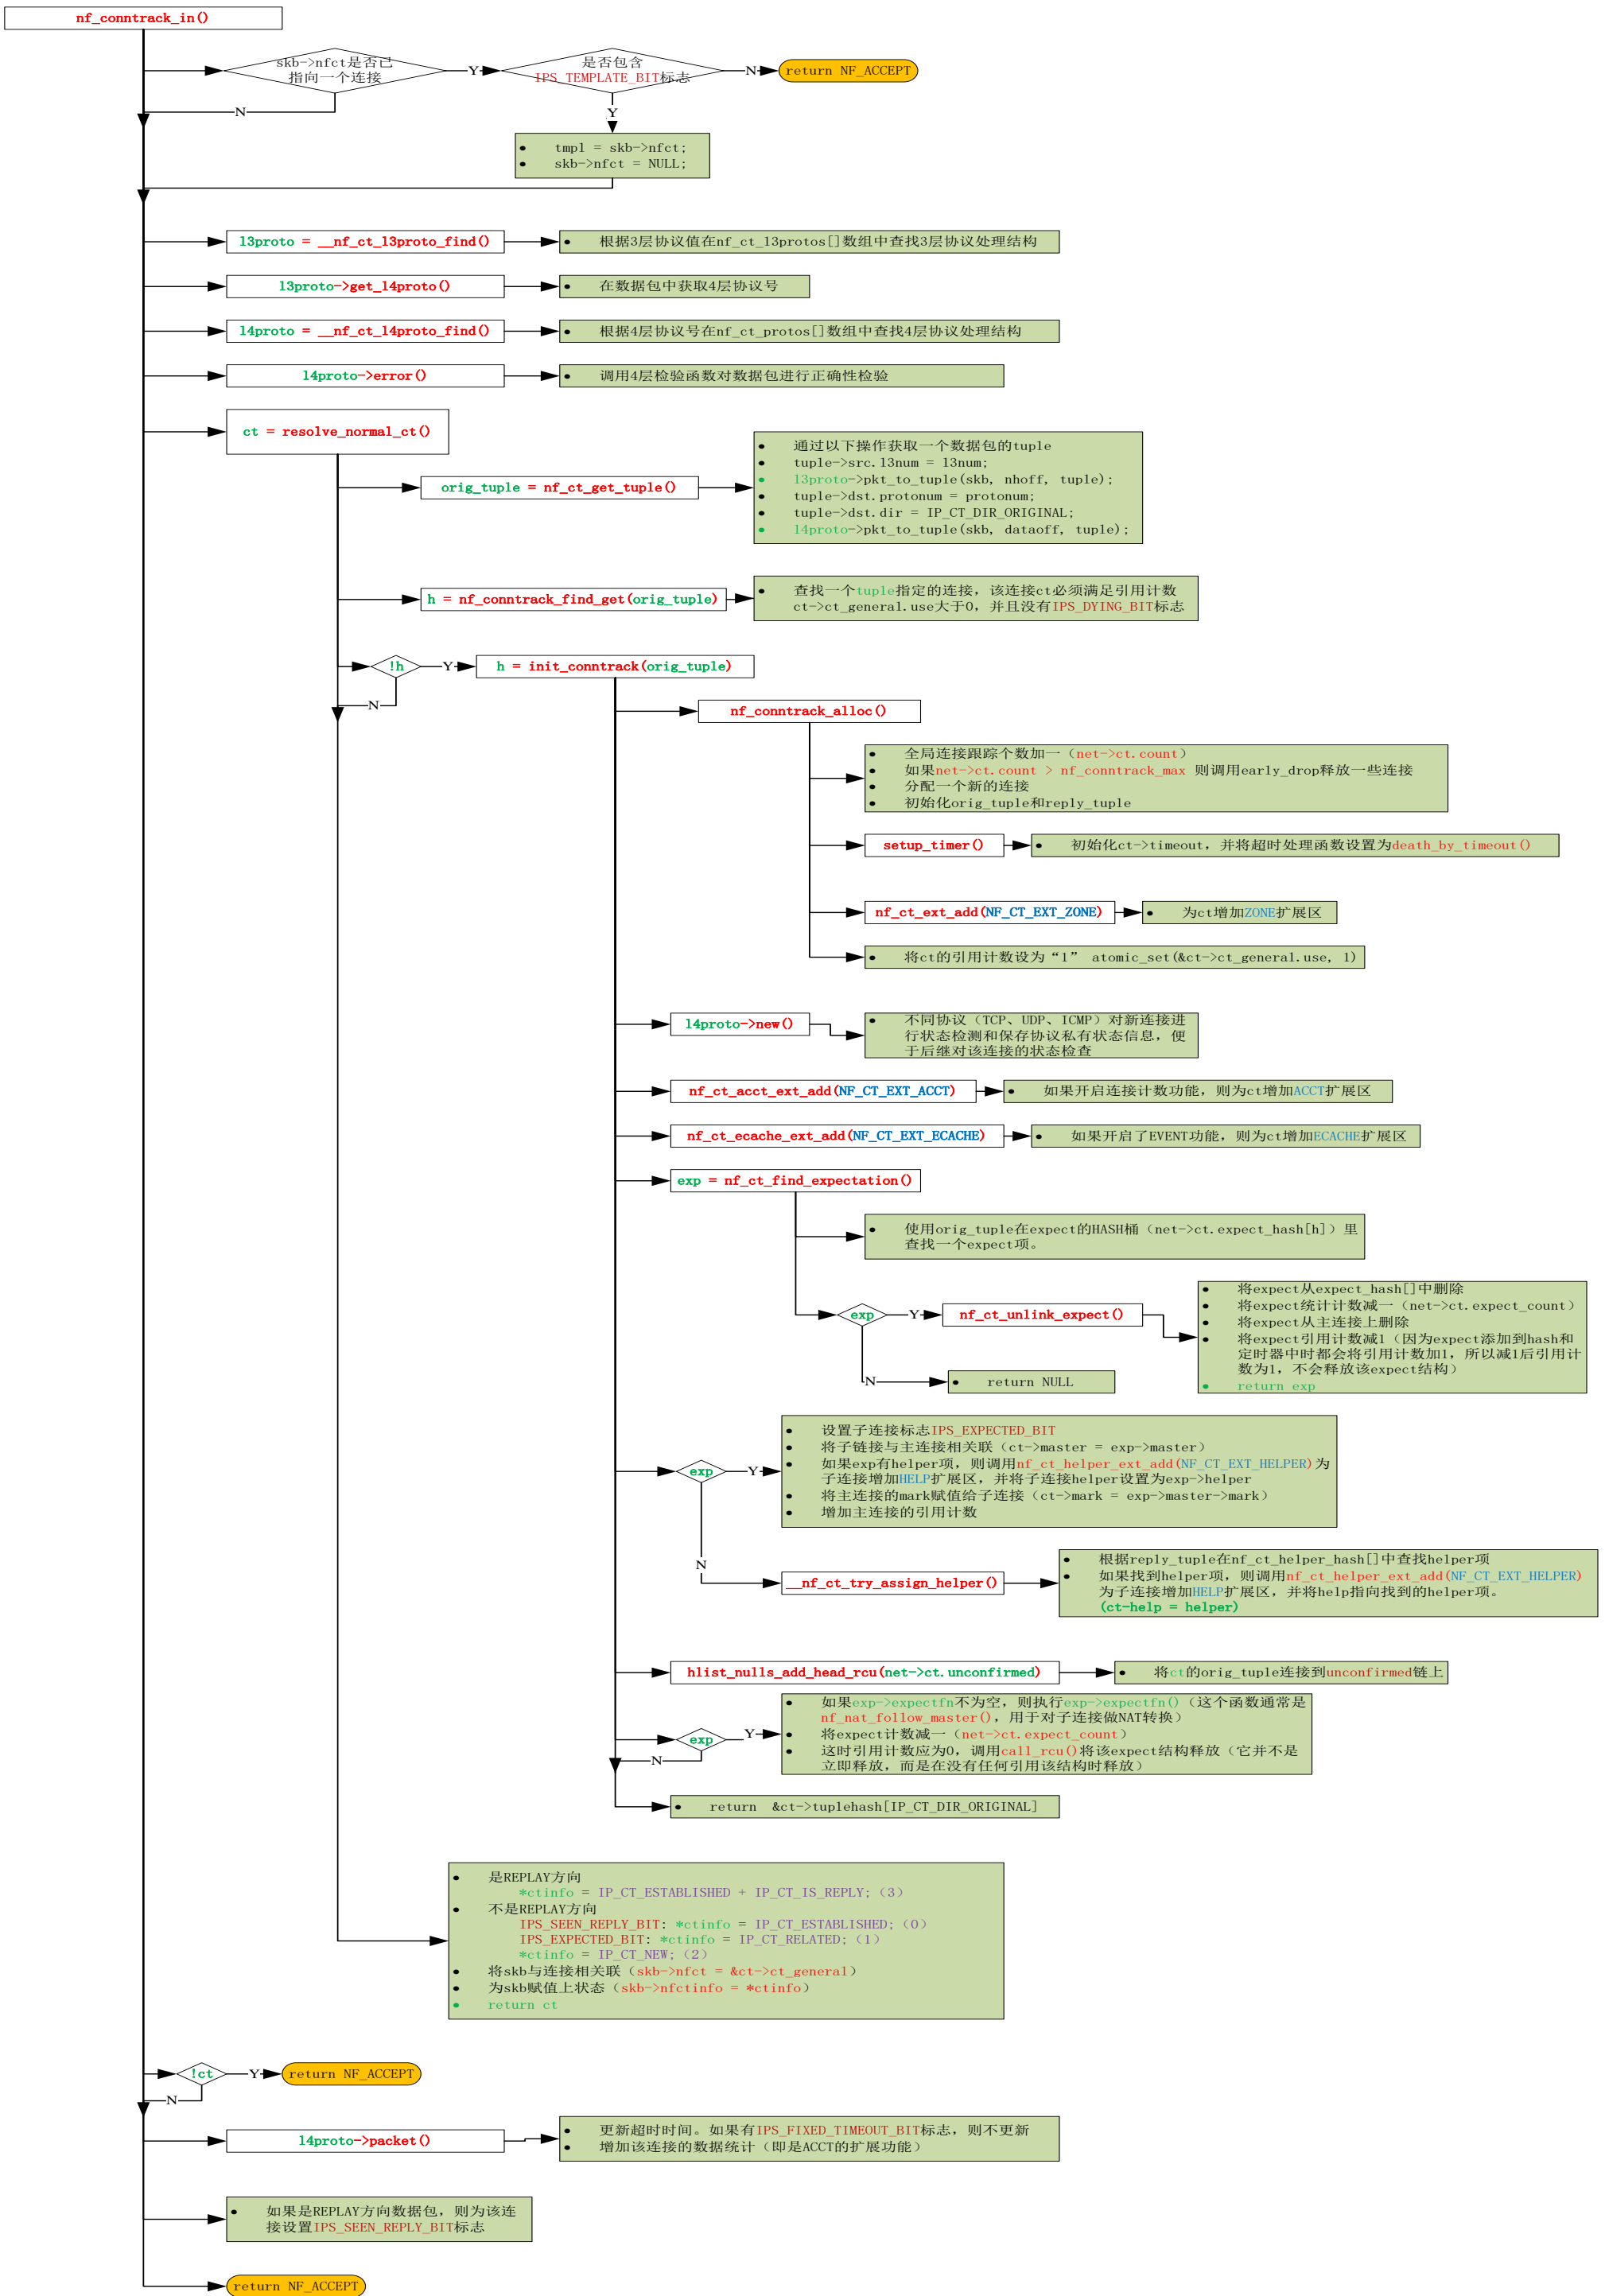 nf_conntrack_in()
skb->nfct是否已
指向一个连接
Y
是否包含
IPS_TEMPLATE_BIT标志
N
return NF_ACCEPT
N
Y
• tmpl = skb->nfct;
• skb->nfct = NULL;
l3proto = __nf_ct_l3proto_find()
• 根据3层协议值在nf_ct_l3protos[]数组中查找3层协议处理结构
l3proto->get_l4proto()
• 在数据包中获取4层协议号
l4proto = __nf_ct_l4proto_find()
• 根据4层协议号在nf_ct_protos[]数组中查找4层协议处理结构
l4proto->error()
• 调用4层检验函数对数据包进行正确性检验
ct = resolve_normal_ct()
orig_tuple = nf_ct_get_tuple()
• 通过以下操作获取一个数据包的tuple
• tuple->src.l3num = l3num;
• l3proto->pkt_to_tuple(skb, nhoff, tuple);
• tuple->dst.protonum = protonum;
• tuple->dst.dir = IP_CT_DIR_ORIGINAL;
• l4proto->pkt_to_tuple(skb, dataoff, tuple);
h = nf_conntrack_find_get(orig_tuple)
• 查找一个tuple指定的连接，该连接ct必须满足引用计数
ct->ct_general.use大于0，并且没有IPS_DYING_BIT标志
!h
Y
h = init_conntrack(orig_tuple)
N
nf_conntrack_alloc()
• 全局连接跟踪个数加一（net->ct.count）
• 如果net->ct.count > nf_conntrack_max 则调用early_drop释放一些连接
• 分配一个新的连接
• 初始化orig_tuple和reply_tuple
setup_timer()
• 初始化ct->timeout，并将超时处理函数设置为death_by_timeout()
nf_ct_ext_add(NF_CT_EXT_ZONE)
• 为ct增加ZONE扩展区
• 将ct的引用计数设为“1” atomic_set(&ct->ct_general.use, 1)
l4proto->new()
• 不同协议（TCP、UDP、ICMP）对新连接进
行状态检测和保存协议私有状态信息，便
于后继对该连接的状态检查
nf_ct_acct_ext_add(NF_CT_EXT_ACCT)
• 如果开启连接计数功能，则为ct增加ACCT扩展区
nf_ct_ecache_ext_add(NF_CT_EXT_ECACHE)
• 如果开启了EVENT功能，则为ct增加ECACHE扩展区
exp = nf_ct_find_expectation()
• 使用orig_tuple在expect的HASH桶（net->ct.expect_hash[h]）里
查找一个expect项。
exp
Y
nf_ct_unlink_expect()
• 将expect从expect_hash[]中删除
• 将expect统计计数减一（net->ct.expect_count）
• 将expect从主连接上删除
• 将expect引用计数减1（因为expect添加到hash和
定时器中时都会将引用计数加1，所以减1后引用计
数为1，不会释放该expect结构）
• return exp
N
• return NULL
• 设置子连接标志IPS_EXPECTED_BIT
• 将子链接与主连接相关联（ct->master = exp->master）
• 如果exp有helper项，则调用nf_ct_helper_ext_add(NF_CT_EXT_HELPER)为
子连接增加HELP扩展区，并将子连接helper设置为exp->helper
• 将主连接的mark赋值给子连接（ct->mark = exp->master->mark）
• 增加主连接的引用计数
exp
Y
N
__nf_ct_try_assign_helper()
• 根据reply_tuple在nf_ct_helper_hash[]中查找helper项
• 如果找到helper项，则调用nf_ct_helper_ext_add(NF_CT_EXT_HELPER)
为子连接增加HELP扩展区，并将help指向找到的helper项。
(ct-help = helper)
hlist_nulls_add_head_rcu(net->ct.unconfirmed)
• 将ct的orig_tuple连接到unconfirmed链上
exp
Y
• 如果exp->expectfn不为空，则执行exp->expectfn()（这个函数通常是
nf_nat_follow_master()，用于对子连接做NAT转换）
• 将expect计数减一（net->ct.expect_count）
• 这时引用计数应为0，调用call_rcu()将该expect结构释放（它并不是
立即释放，而是在没有任何引用该结构时释放）
N
• return &ct->tuplehash[IP_CT_DIR_ORIGINAL]
• 是REPLAY方向
*ctinfo = IP_CT_ESTABLISHED + IP_CT_IS_REPLY;（3）
• 不是REPLAY方向
IPS_SEEN_REPLY_BIT: *ctinfo = IP_CT_ESTABLISHED;（0）
IPS_EXPECTED_BIT: *ctinfo = IP_CT_RELATED;（1）
*ctinfo = IP_CT_NEW;（2）
• 将skb与连接相关联（skb->nfct = &ct->ct_general）
• 为skb赋值上状态（skb->nfctinfo = *ctinfo）
• return ct
!ct
Y
return NF_ACCEPT
N
l4proto->packet()
• 更新超时时间。如果有IPS_FIXED_TIMEOUT_BIT标志，则不更新
• 增加该连接的数据统计（即是ACCT的扩展功能）
• 如果是REPLAY方向数据包，则为该连
接设置IPS_SEEN_REPLY_BIT标志
return NF_ACCEPT